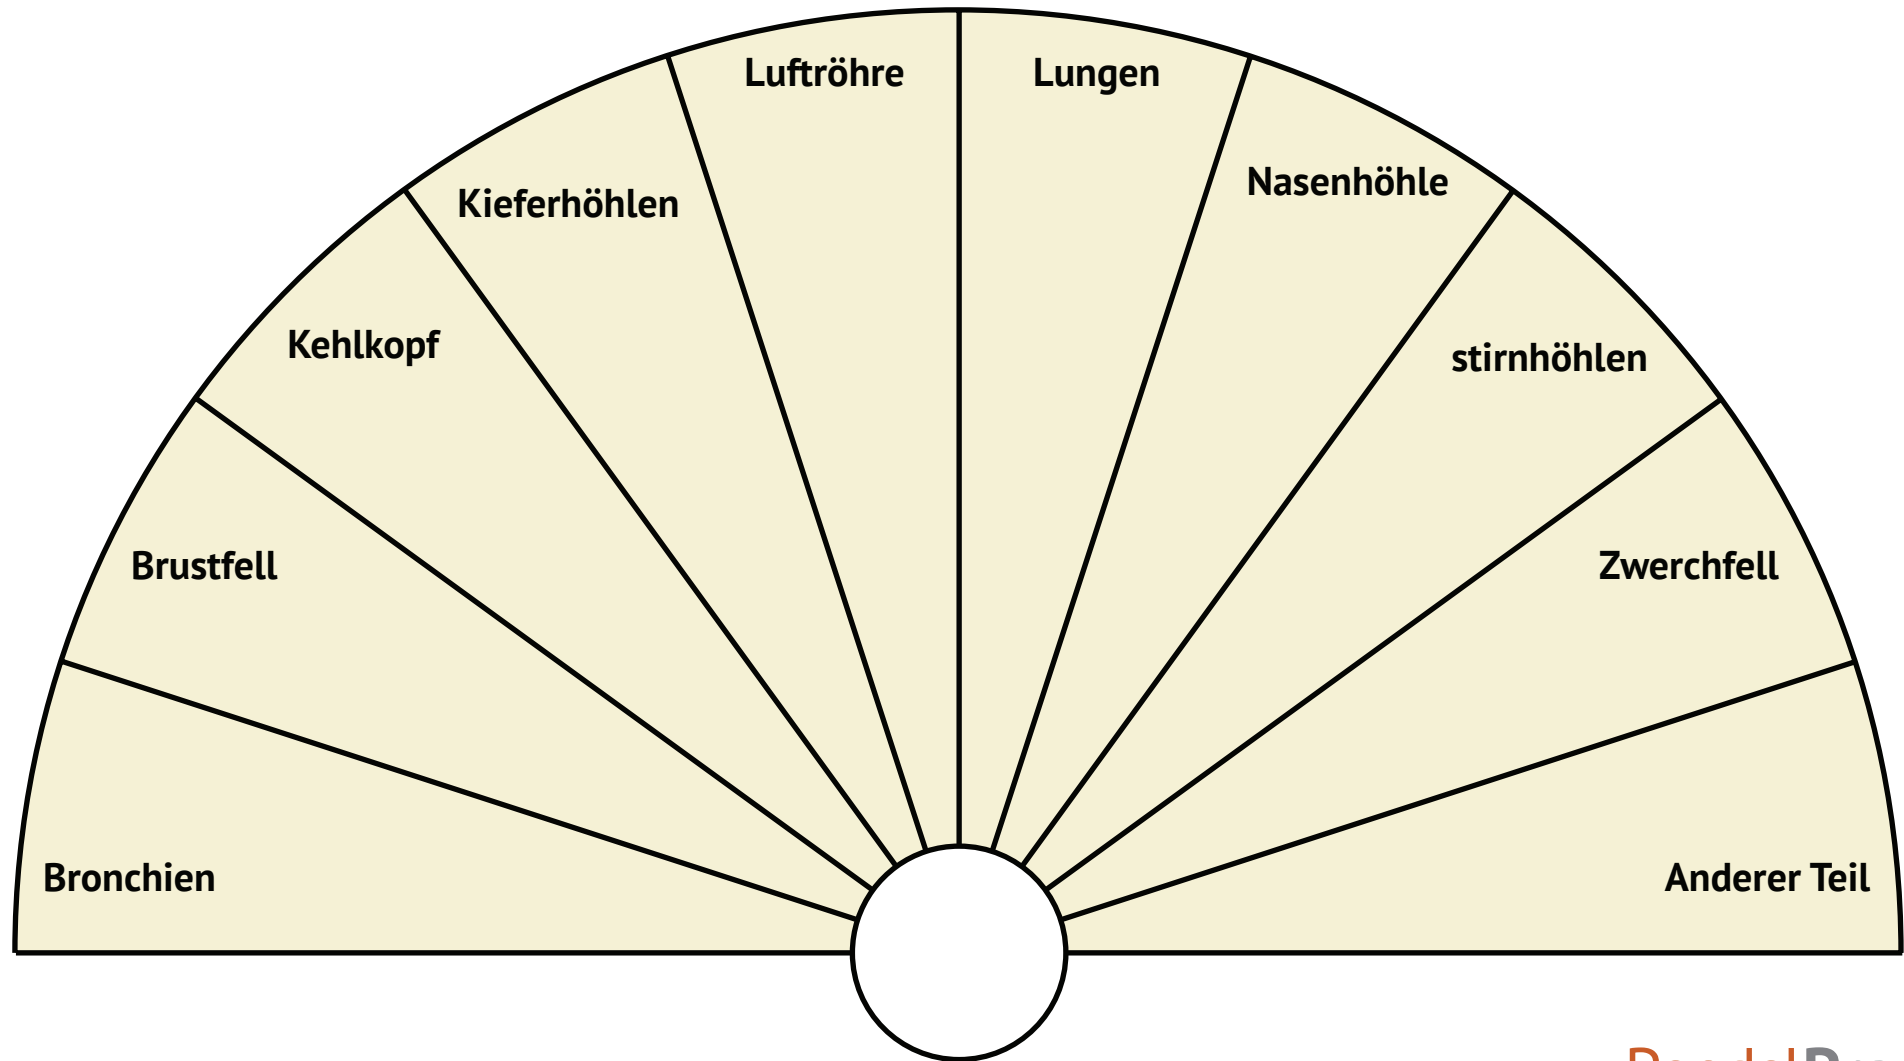 Luftröhre
Lungen
Nasenhöhle
Kieferhöhlen
Kehlkopf
stirnhöhlen
Brustfell
Zwerchfell
Bronchien
Anderer Teil